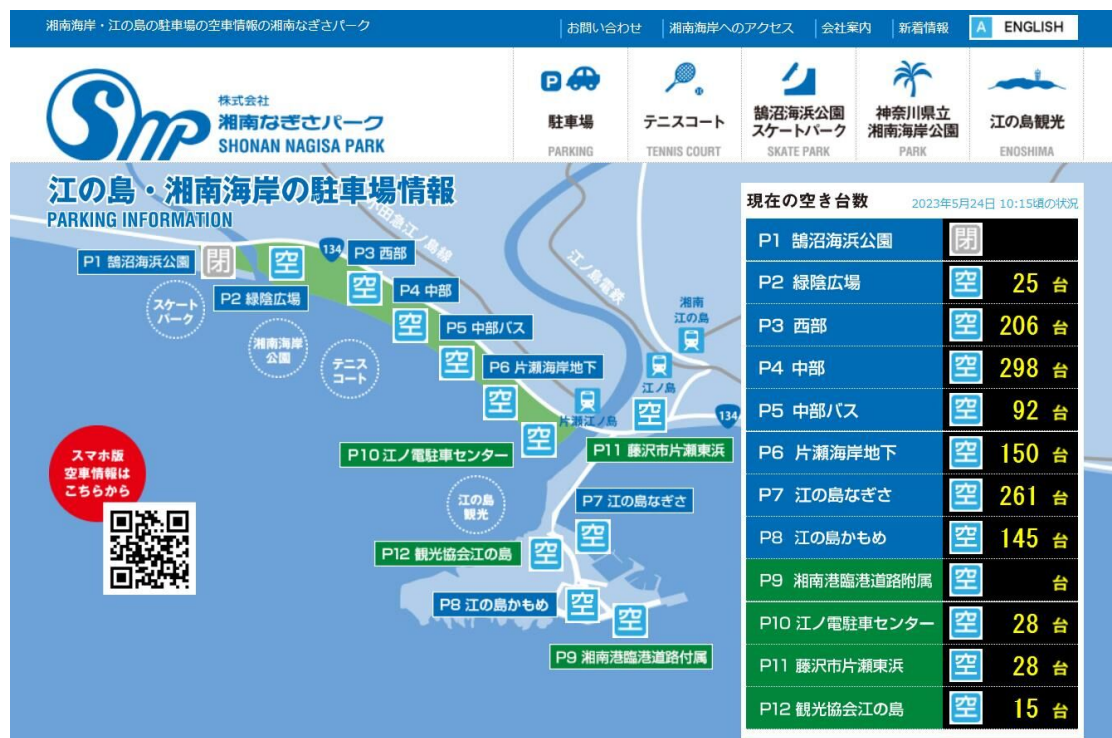 湘南海岸・江の島の駐車場の空車情報の湘南なぎさパーク
お問い合わせ 湘南海岸へのアクセス 会社案内 新着情報 A ENGLISH
Snp
株式会社
湘南なぎさパーク
SHONAN NAGISA PARK
P
駐車場
PARKING
テニスコート
TENNIS COURT
鵠沼海浜公園
スケートパーク
SKATE PARK
神奈川県立
湘南海岸公園
PARK
江の島観光
ENOSHIMA
江の島・湘南海岸の駐車場情報
PARKING INFORMATION
小田急江ノ島線
江ノ島電鉄
134
P1 鵠沼海浜公園 閉
空
P3 西部
P2 緑陰広場
空
P4 中部
スケート
パーク
空
P5 中部バス
湘南海岸
公園
テニス
コート
空
P6 片瀬海岸地下
空
湘南
江の島
江ノ島
片瀬江ノ島
空
134
P10 江ノ電駐車センター
空
P11 藤沢市片瀬東浜
江の島
観光
P7 江の島なぎさ
空
P12 観光協会江の島
空
P8 江の島かもめ
空
空
P9 湘南港臨港道路付属
スマホ版
空車情報は
こちらから
現在の空き台数 2023年5月24日 10:15頃の状況
P1 鵠沼海浜公園 閉
P2 緑陰広場 空 25 台
P3 西部 空 206 台
P4 中部 空 298 台
P5 中部バス 空 92 台
P6 片瀬海岸地下 空 150 台
P7 江の島なぎさ 空 261 台
P8 江の島かもめ 空 145 台
P9 湘南港臨港道路附属 空 台
P10 江ノ電駐車センター 空 28 台
P11 藤沢市片瀬東浜 空 28 台
P12 観光協会江の島 空 15 台